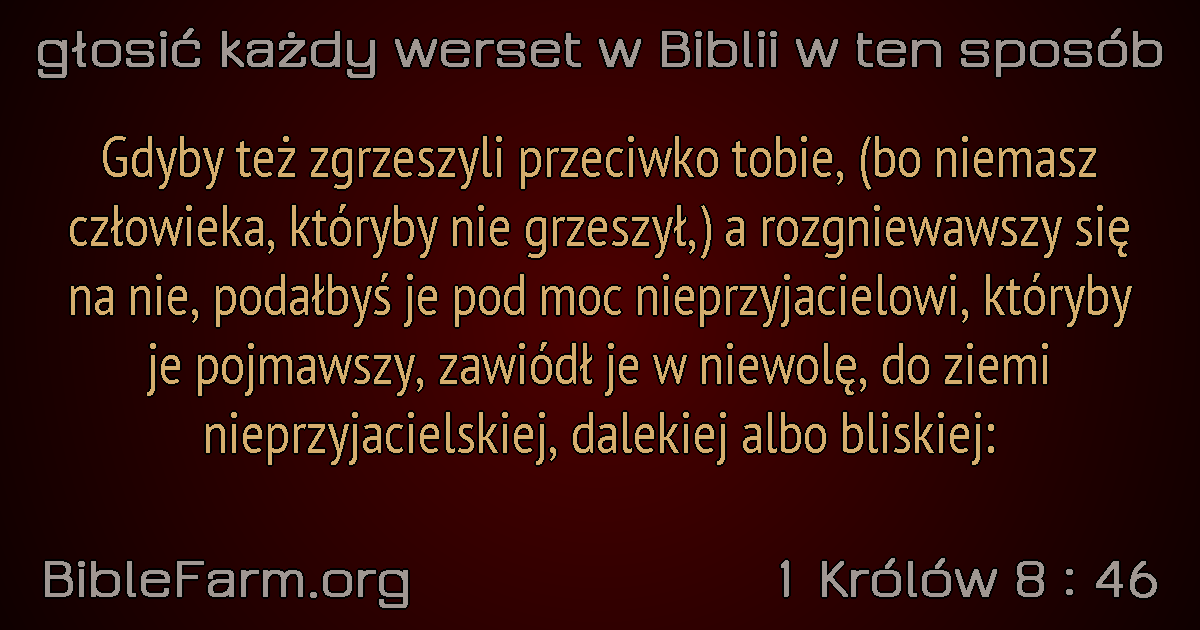 głosić każdy werset w Biblii w ten sposób
Gdyby też zgrzeszyli przeciwko tobie, (bo niemasz
człowieka, któryby nie grzeszył,) a rozgniewawszy się
na nie, podałbyś je pod moc nieprzyjacielowi, któryby
je pojmawszy, zawiódł je w niewolę, do ziemi
nieprzyjacielskiej, dalekiej albo bliskiej:
BibleFarm.org
1 Królów 8 : 46